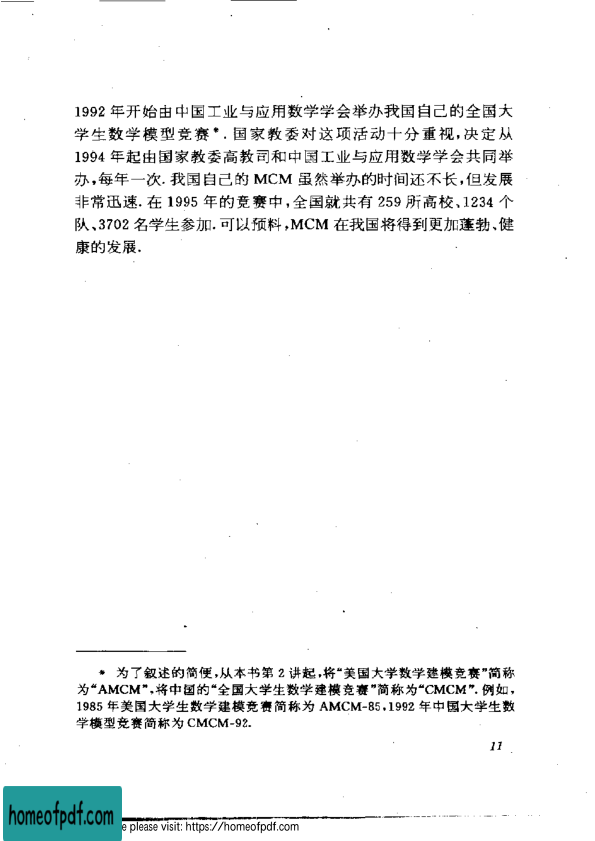 1992 年开始由中国工业与应用数学学会举办我国自己的全国大
学生数学模型竞赛*. 国家教委对这项活动十分重视,决定从
1994 年起由国家教委高教司和中国工业与应用数学学会共同举
办,每年一次. 我国自己的 MCM 虽然举办的时间还不长,但发展
非常迅速. 在 1995 年的竞赛中,全国就共有 259 所高校、1234 个
队、3702 名学生参加. 可以预料,MCM 在我国将得到更加蓬勃、健
康的发展.
* 为了叙述的简便,从本书第 2 讲起,将“美国大学数学建模竞赛”简称
为“AMCM”,将中国的“全国大学生数学建模竞赛”简称为“CMCM”. 例如,
1985 年美国大学生数学建模竞赛简称为 AMCM-85,1992 年中国大学生数
学模型竞赛简称为 CMCM-92.
11
homeofpdf.com
e please visit: https://homeofpdf.com